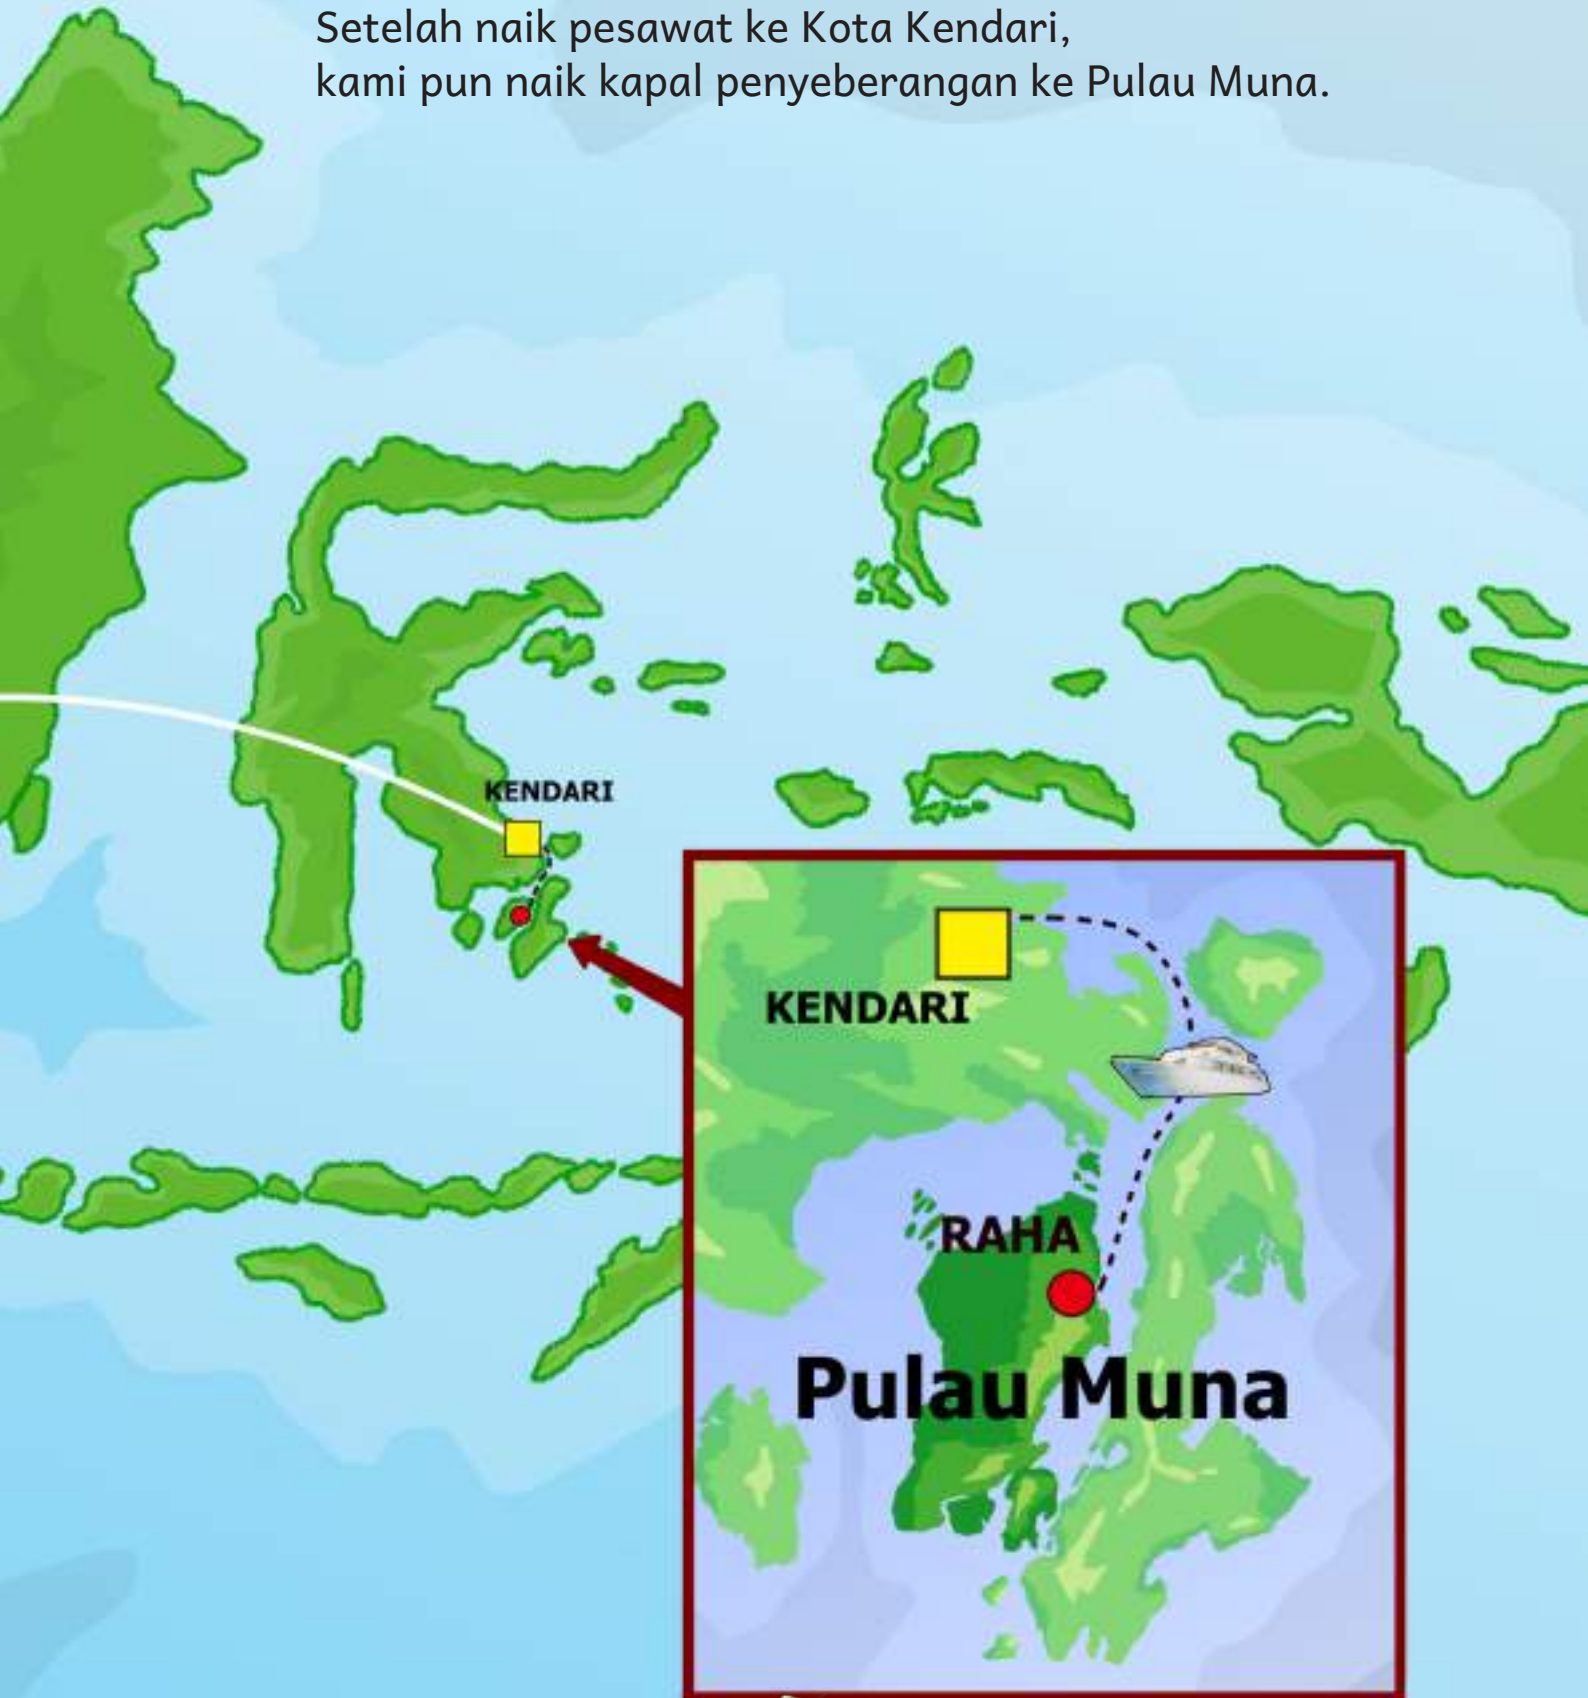 Setelah naik pesawat ke Kota Kendari,
kami pun naik kapal penyeberangan ke Pulau Muna.
KENDARI
KENDARI
RAHA
Pulau Muna